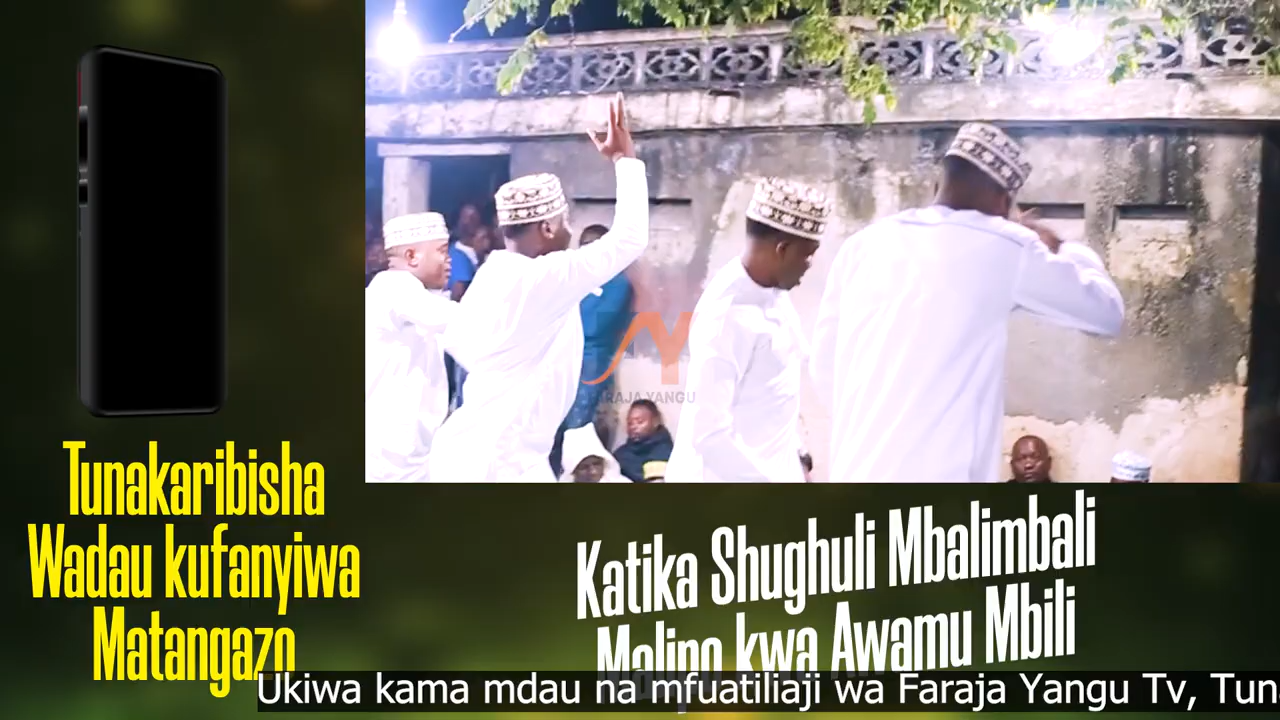 FARAJA YANGU
Tunakaribisha
Wadau kufanyiwa
Matangazo
Katika Shughuli Mbalimbali
Malipo kwa Awamu Mbili
Ukiwa kama mdau na mfuatiliaji wa Faraja Yangu Tv,